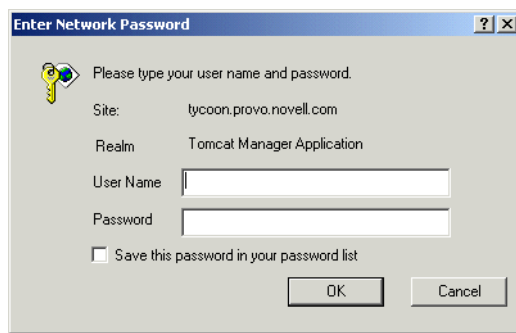 Enter Network Password
Please type your user name and password.
Site: tycoon.provo.novell.com
Realm Tomcat Manager Application
User Name
Password
Save this password in your password list
OK Cancel